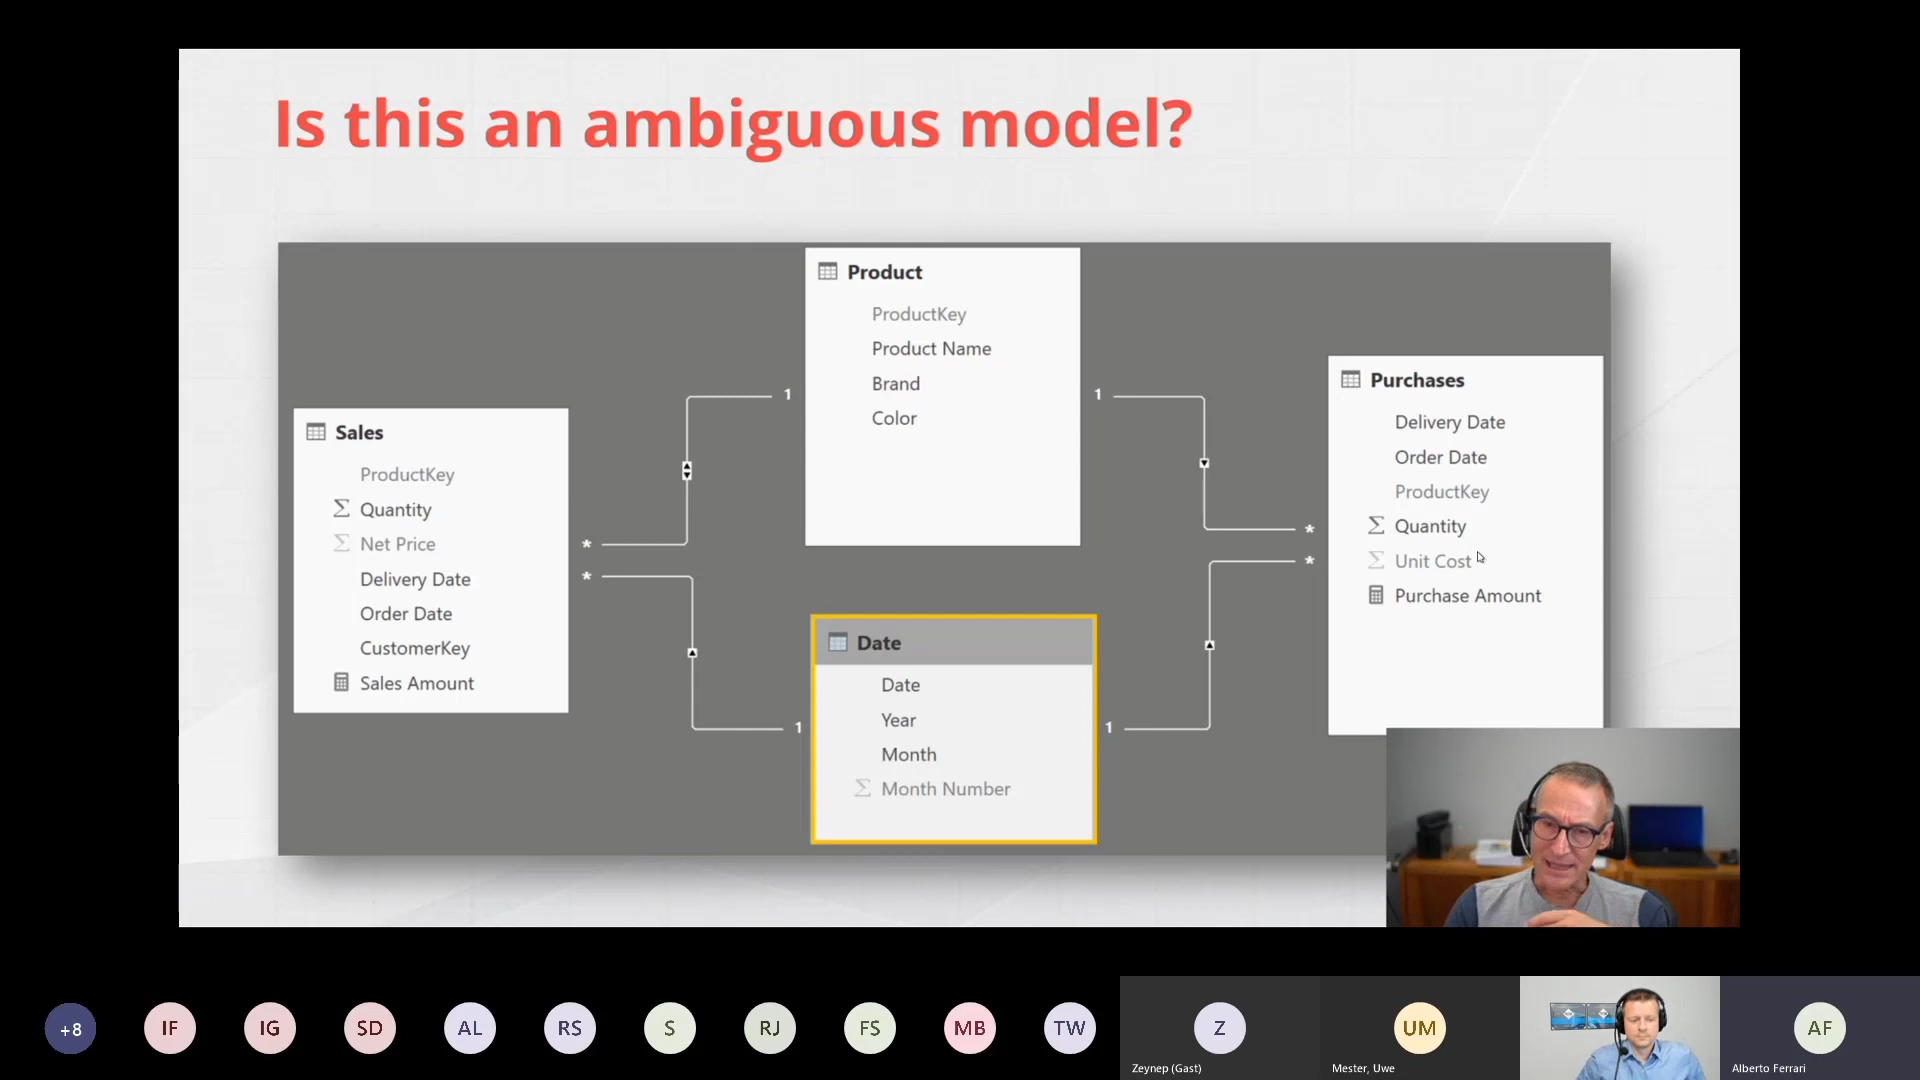 Is this an ambiguous model?
Product
ProductKey
Product Name
Brand
Color
1
1
Sales
ProductKey
Σ Quantity
Σ Net Price
Delivery Date
Order Date
CustomerKey
Sales Amount
*
*
Purchases
Delivery Date
Order Date
ProductKey
Σ Quantity
Σ Unit Cost
Purchase Amount
*
*
Date
Date
Year
Month
Σ Month Number
1
1
+8
IF
IG
SD
AL
RS
S
RJ
FS
MB
TW
Z
Zeynep (Gast)
UM
Mester, Uwe
AF
Alberto Ferrari